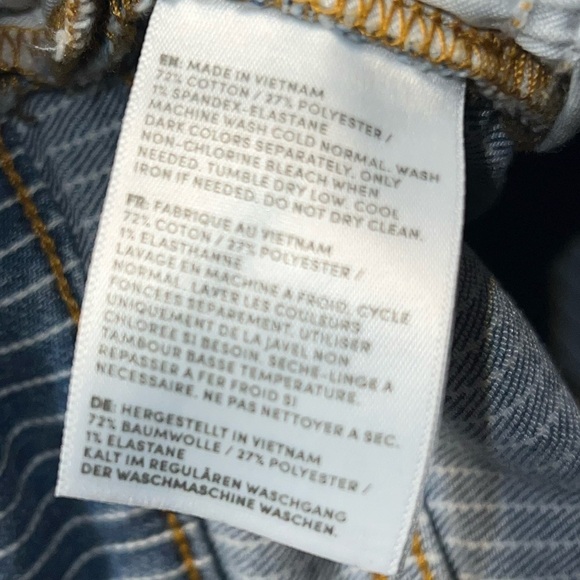 EN: MADE IN VIETNAM
72% COTTON / 27% POLYESTER /
1% SPANDEX-ELASTANE
MACHINE WASH COLD NORMAL. WASH
DARK COLORS SEPARATELY. ONLY
NON-CHLORINE BLEACH WHEN
NEEDED. TUMBLE DRY LOW. COOL
IRON IF NEEDED. DO NOT DRY CLEAN.
FR: FABRIQUE AU VIETNAM
72% COTON / 27% POLYESTER /
1% ELASTHANNE
LAVAGE EN MACHINE A FROID, CYCLE
NORMAL. LAVER LES COULEURS
FONCÉES SÉPAREMENT. UTILISER
UNIQUEMENT DE LA JAVEL NON
CHLORÉE SI BESOIN. SÈCHE-LINGE A
TAMBOUR BASSE TEMPERATURE.
REPASSER A FER FROID SI
NECESSAIRE. NE PAS NETTOYER A SEC.
DE: HERGESTELLT IN VIETNAM
72% BAUMWOLLE / 27% POLYESTER /
1% ELASTANE
KALT IM REGULÄREN WASCHGANG
DER WASCHMASCHINE WASCHEN.